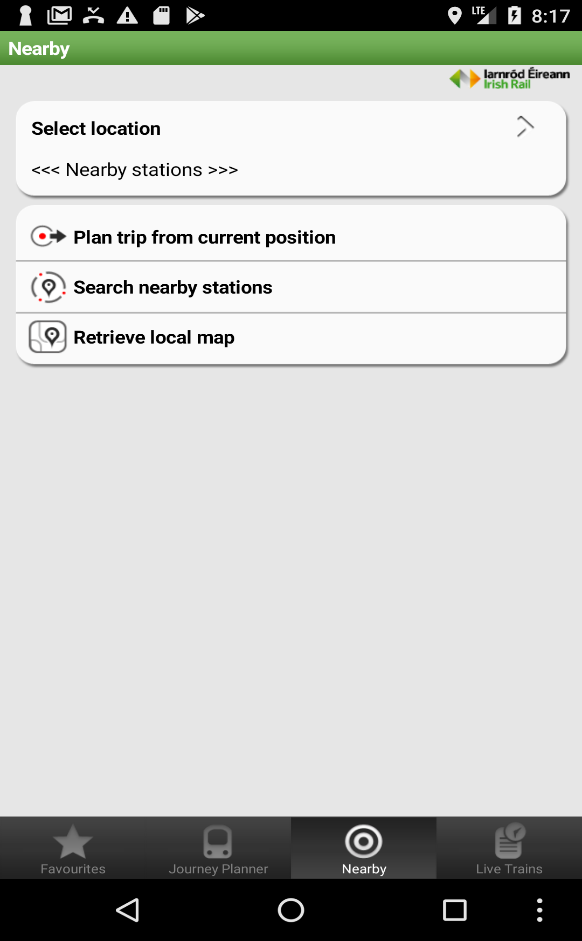 LTE 8:17
Nearby
Iarnród Éireann
Irish Rail
Select location
<<< Nearby stations >>>
Plan trip from current position
Search nearby stations
Retrieve local map
Favourites Journey Planner Nearby Live Trains